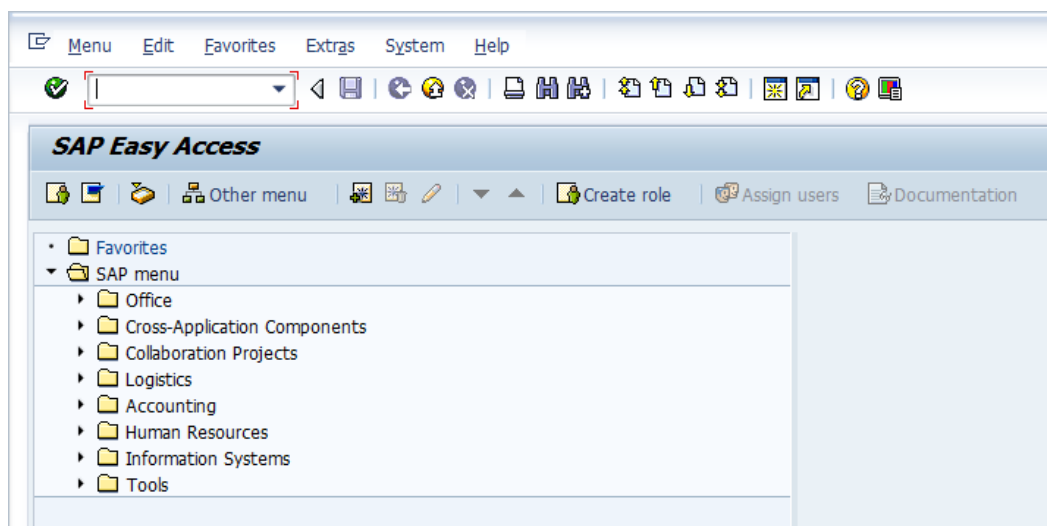 Menu Edit Favorites Extras System Help
SAP Easy Access
Other menu Create role Assign users Documentation
Favorites
SAP menu
Office
Cross-Application Components
Collaboration Projects
Logistics
Accounting
Human Resources
Information Systems
Tools